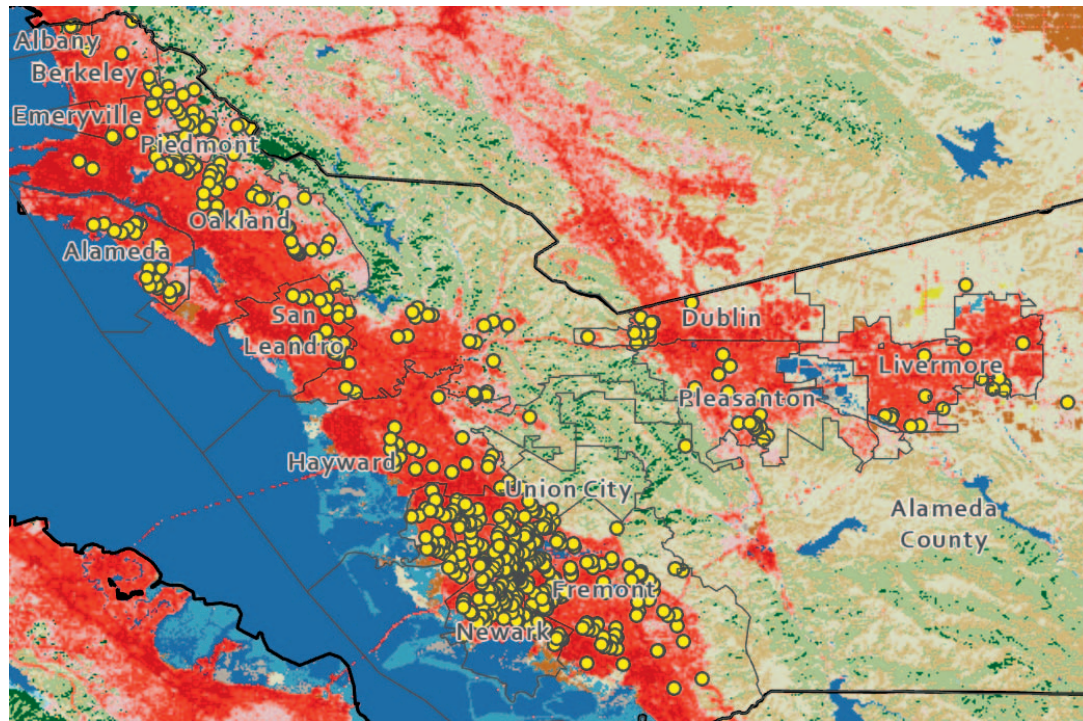 Albany
Berkeley
Emeryville
Piedmont
Oakland
Alameda
San
Leandro
Dublin
Livermore
Pleasanton
Hayward
Union City
Alameda
County
Fremont
Newark